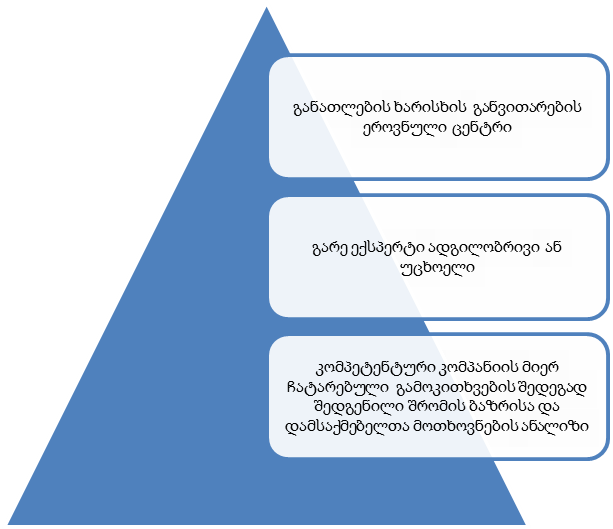 განათლების ხარისხის განვითარების
ეროვნული ცენტრი
გარე ექსპერტი ადგილობრივი ან
უცხოელი
კომპეტენტური კომპანიის მიერ
ჩატარებული გამოკითხვების შედეგად
შედგენილი შრომის ბაზრისა და
დამსაქმებელთა მოთხოვნების ანალიზი